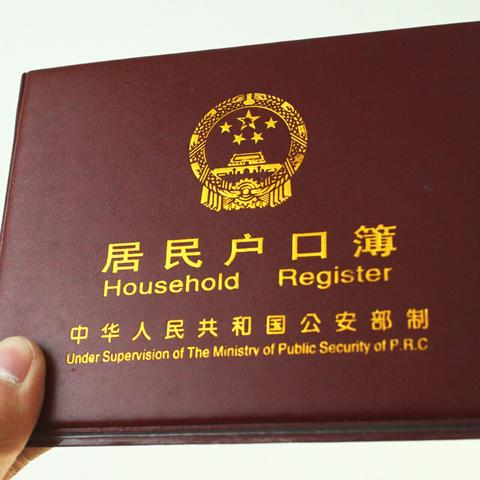 居民户口簿
Household Register
中华人民共和国公安部制
Under Supervision of The Ministry of Public Security of P.R.C